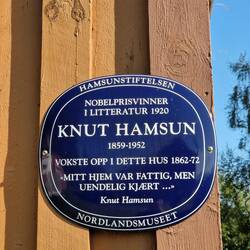 HAMSUNSTIFTELSEN
NOBELPRISVINNER
I LITTERATUR 1920
KNUT HAMSUN
1859-1952
VOKSTE OPP I DETTE HUS 1862-72
«MITT HJEM VAR FATTIG, MEN
UENDELIG KJÆRT ...»
Knut Hamsun
NORDLANDSMUSEET